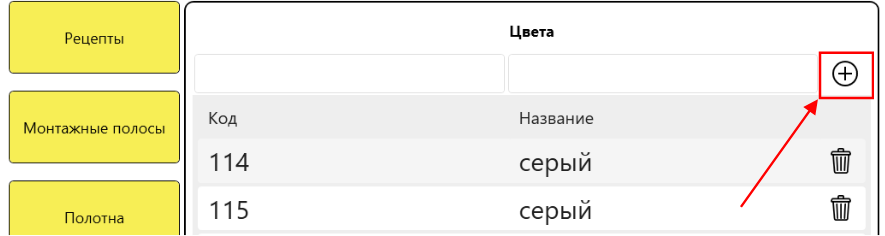 Рецепты
Монтажные полосы
Полотна
Цвета
Код Название
114 серый
115 серый